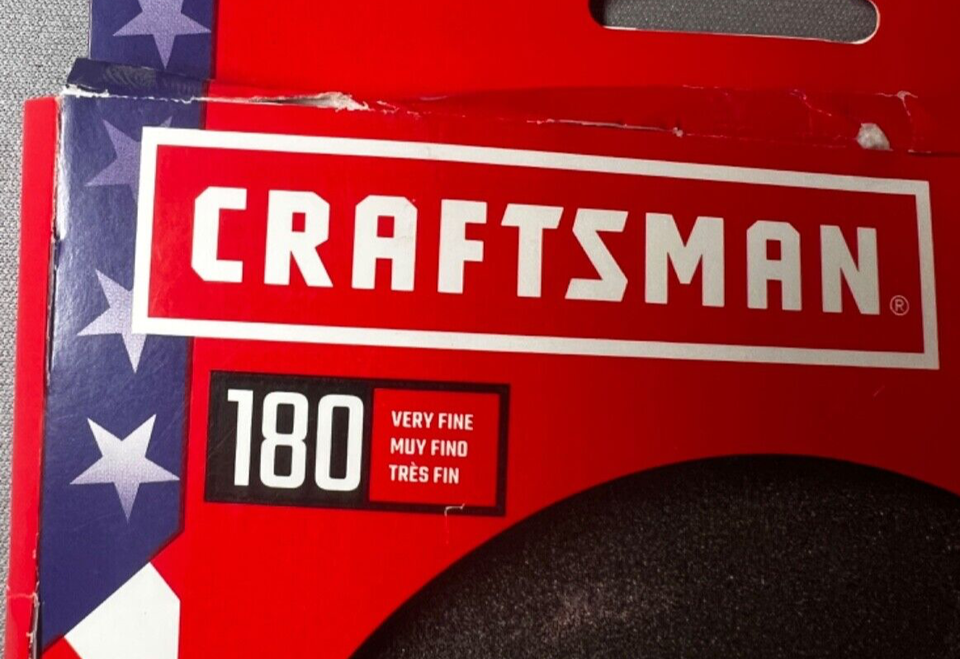 CRAFTSMAN®
180
VERY FINE
MUY FINO
TRÈS FIN